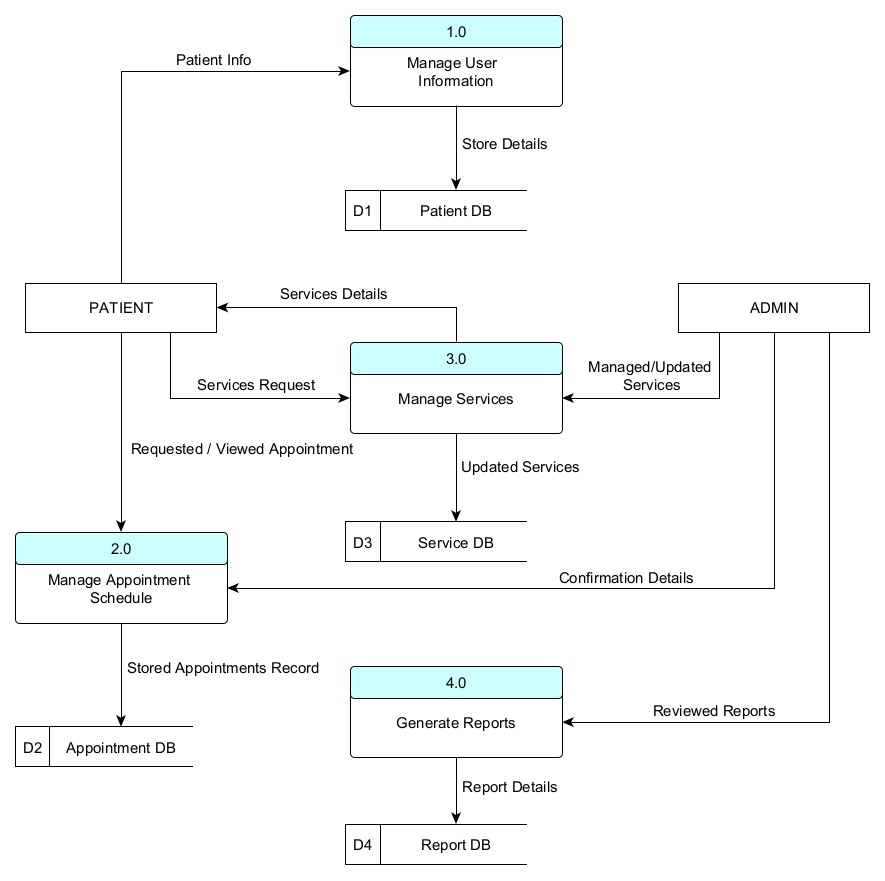 1.0
Manage User
Information
Patient Info
Store Details
D1
Patient DB
PATIENT
Services Details
ADMIN
3.0
Manage Services
Services Request
Managed/Updated
Services
Requested / Viewed Appointment
Updated Services
D3
Service DB
2.0
Manage Appointment
Schedule
Confirmation Details
Stored Appointments Record
4.0
Generate Reports
Reviewed Reports
D2
Appointment DB
Report Details
D4
Report DB